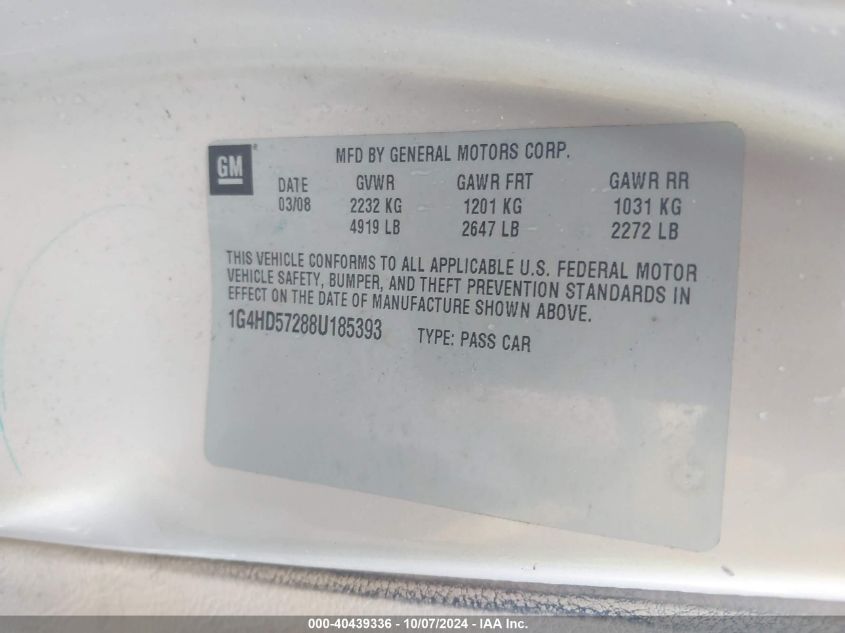 GM
MFD BY GENERAL MOTORS CORP.
DATE GVWR GAWR FRT GAWR RR
03/08 2232 KG 1201 KG 1031 KG
4919 LB 2647 LB 2272 LB
THIS VEHICLE CONFORMS TO ALL APPLICABLE U.S. FEDERAL MOTOR
VEHICLE SAFETY, BUMPER, AND THEFT PREVENTION STANDARDS IN
EFFECT ON THE DATE OF MANUFACTURE SHOWN ABOVE.
1G4HD57288U185393 TYPE: PASS CAR
000-40439336 - 10/07/2024 - IAA Inc.